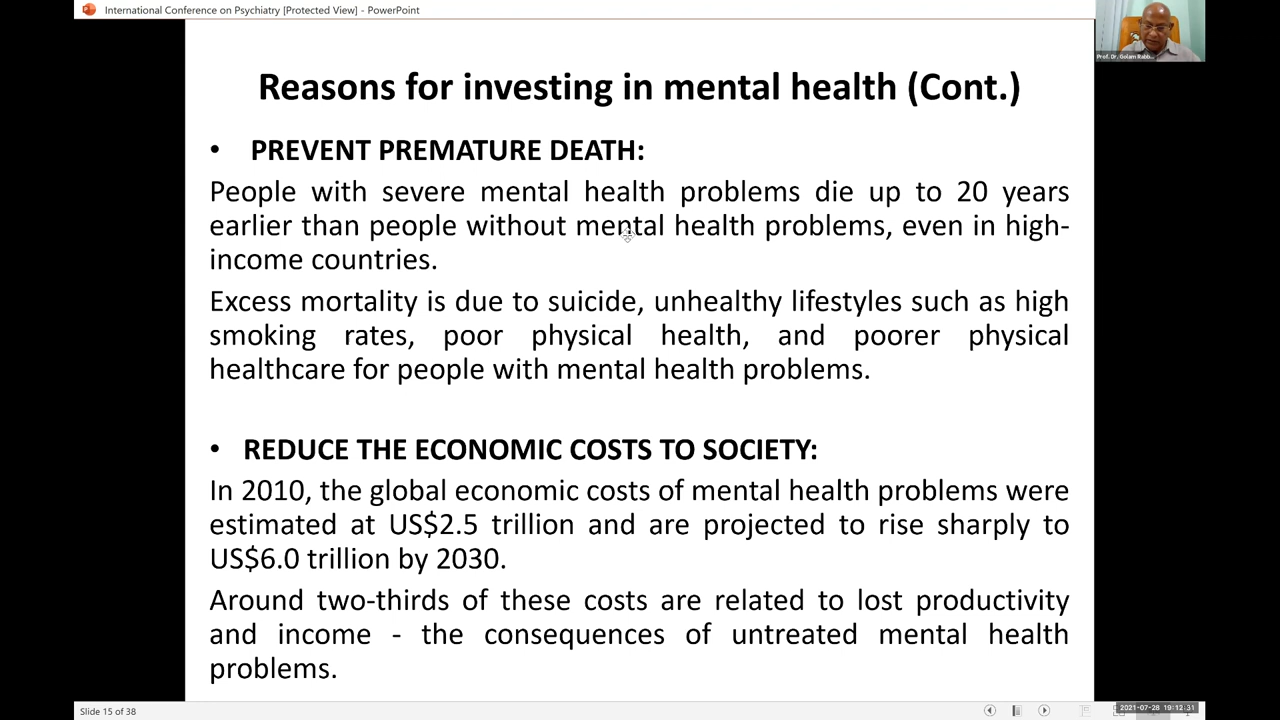 International Conference on Psychiatry [Protected View] - PowerPoint
Prof. Dr. Golam Rabb...
Reasons for investing in mental health (Cont.)
• PREVENT PREMATURE DEATH:
People with severe mental health problems die up to 20 years
earlier than people without mental health problems, even in high-
income countries.
Excess mortality is due to suicide, unhealthy lifestyles such as high
smoking rates, poor physical health, and poorer physical
healthcare for people with mental health problems.
• REDUCE THE ECONOMIC COSTS TO SOCIETY:
In 2010, the global economic costs of mental health problems were
estimated at US$2.5 trillion and are projected to rise sharply to
US$6.0 trillion by 2030.
Around two-thirds of these costs are related to lost productivity
and income - the consequences of untreated mental health
problems.
Slide 15 of 38
2021-07-28 19:12:31